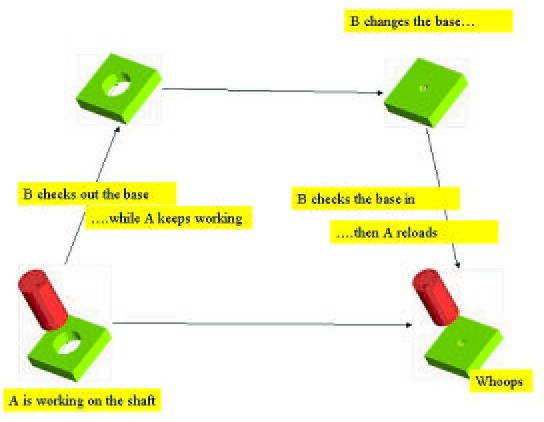 B changes the base...
B checks out the base
....while A keeps working
B checks the base in
....then A reloads
Whoops
A is working on the shaft